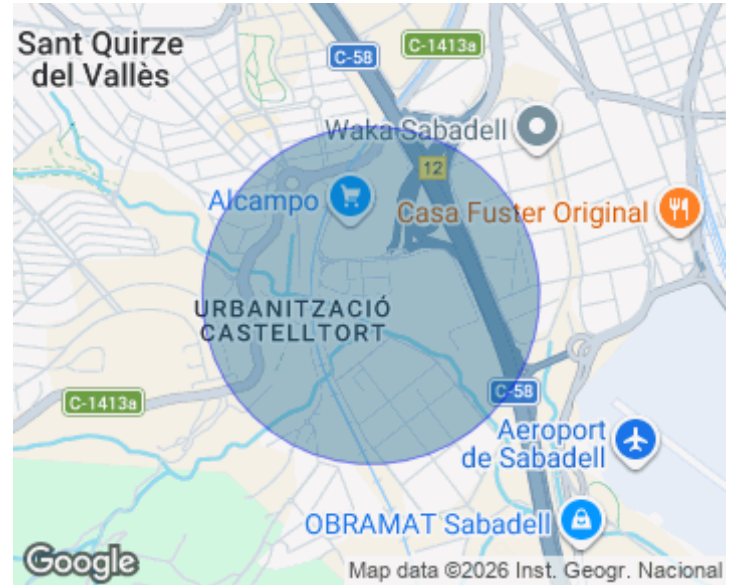 Sant Quirze
del Vallès
C-58
C-1413a
Waka Sabadell
12
Alcampo
Casa Fuster Original
URBANITZACIÓ
CASTELLTORT
C-1413a
C-58
Aeroport
de Sabadell
OBRAMAT Sabadell
Google
Map data ©2026 Inst. Geogr. Nacional